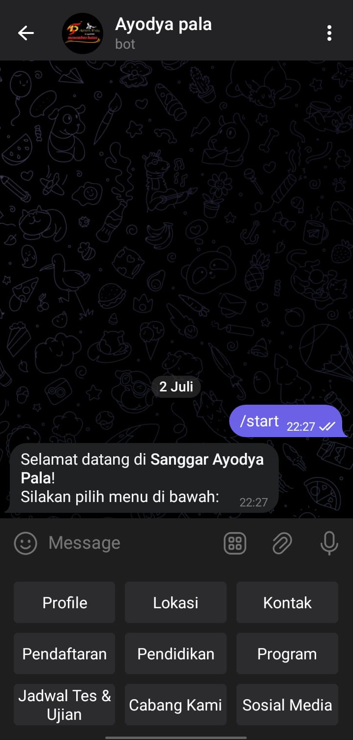 Ayodya pala
bot
2 Juli
/start 22:27
Selamat datang di Sanggar Ayodya
Pala!
Silakan pilih menu di bawah: 22:27
Message
Profile Lokasi Kontak
Pendaftaran Pendidikan Program
Jadwal Tes &
Ujian Cabang Kami Sosial Media